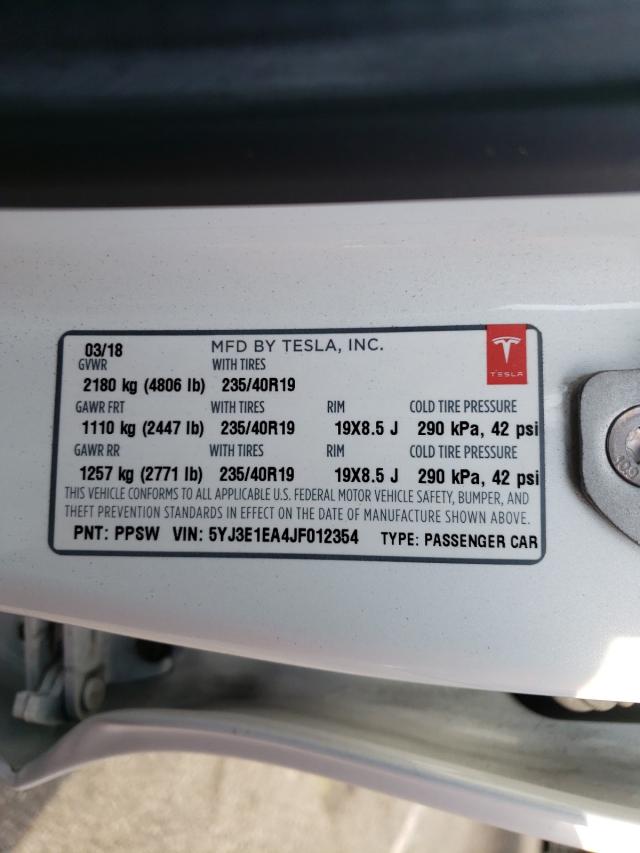 03/18 MFD BY TESLA, INC.
GVWR WITH TIRES
2180 kg (4806 lb) 235/40R19
TESLA
GAWR FRT WITH TIRES RIM COLD TIRE PRESSURE
1110 kg (2447 lb) 235/40R19 19X8.5 J 290 kPa, 42 psi
GAWR RR WITH TIRES RIM COLD TIRE PRESSURE
1257 kg (2771 lb) 235/40R19 19X8.5 J 290 kPa, 42 psi
THIS VEHICLE CONFORMS TO ALL APPLICABLE U.S. FEDERAL MOTOR VEHICLE SAFETY, BUMPER, AND
THEFT PREVENTION STANDARDS IN EFFECT ON THE DATE OF MANUFACTURE SHOWN ABOVE.
PNT: PPSW VIN: 5YJ3E1EA4JF012354 TYPE: PASSENGER CAR